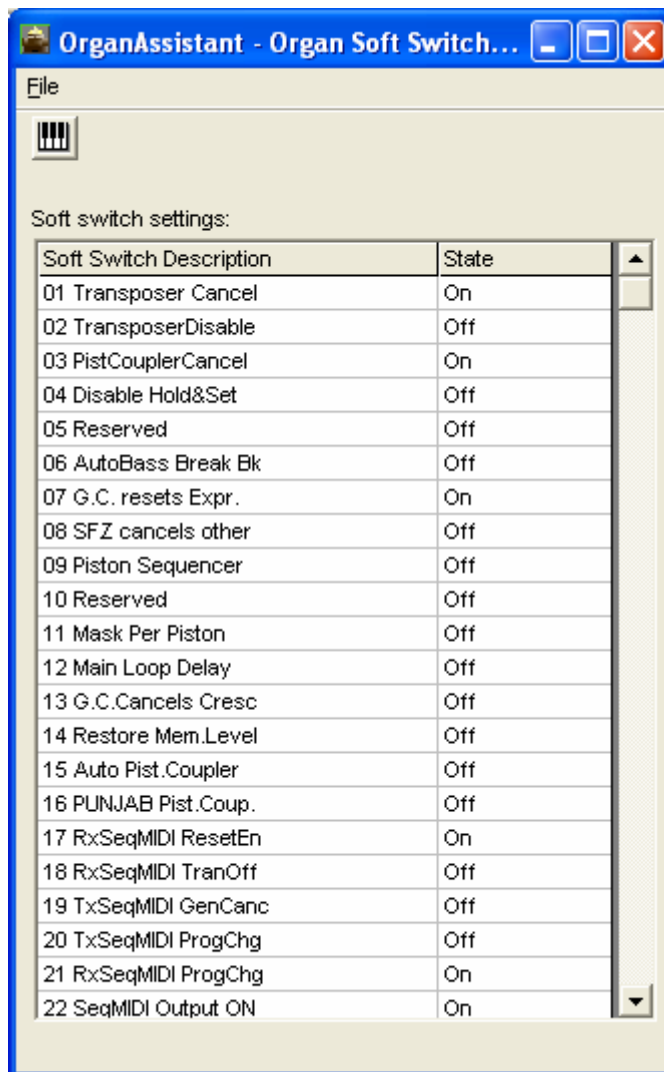 OrganAssistant - Organ Soft Switch...
File
Soft switch settings:
Soft Switch Description State
01 Transposer Cancel On
02 TransposerDisable Off
03 PistCouplerCancel On
04 Disable Hold&Set Off
05 Reserved Off
06 AutoBass Break Bk Off
07 G.C. resets Expr. On
08 SFZ cancels other Off
09 Piston Sequencer Off
10 Reserved Off
11 Mask Per Piston Off
12 Main Loop Delay Off
13 G.C.Cancels Cresc Off
14 Restore Mem.Level Off
15 Auto Pist.Coupler Off
16 PUNJAB Pist.Coup. Off
17 RxSeqMIDI ResetEn On
18 RxSeqMIDI TranOff Off
19 TxSeqMIDI GenCanc Off
20 TxSeqMIDI ProgChg Off
21 RxSeqMIDI ProgChg On
22 SeqMIDI Output ON On